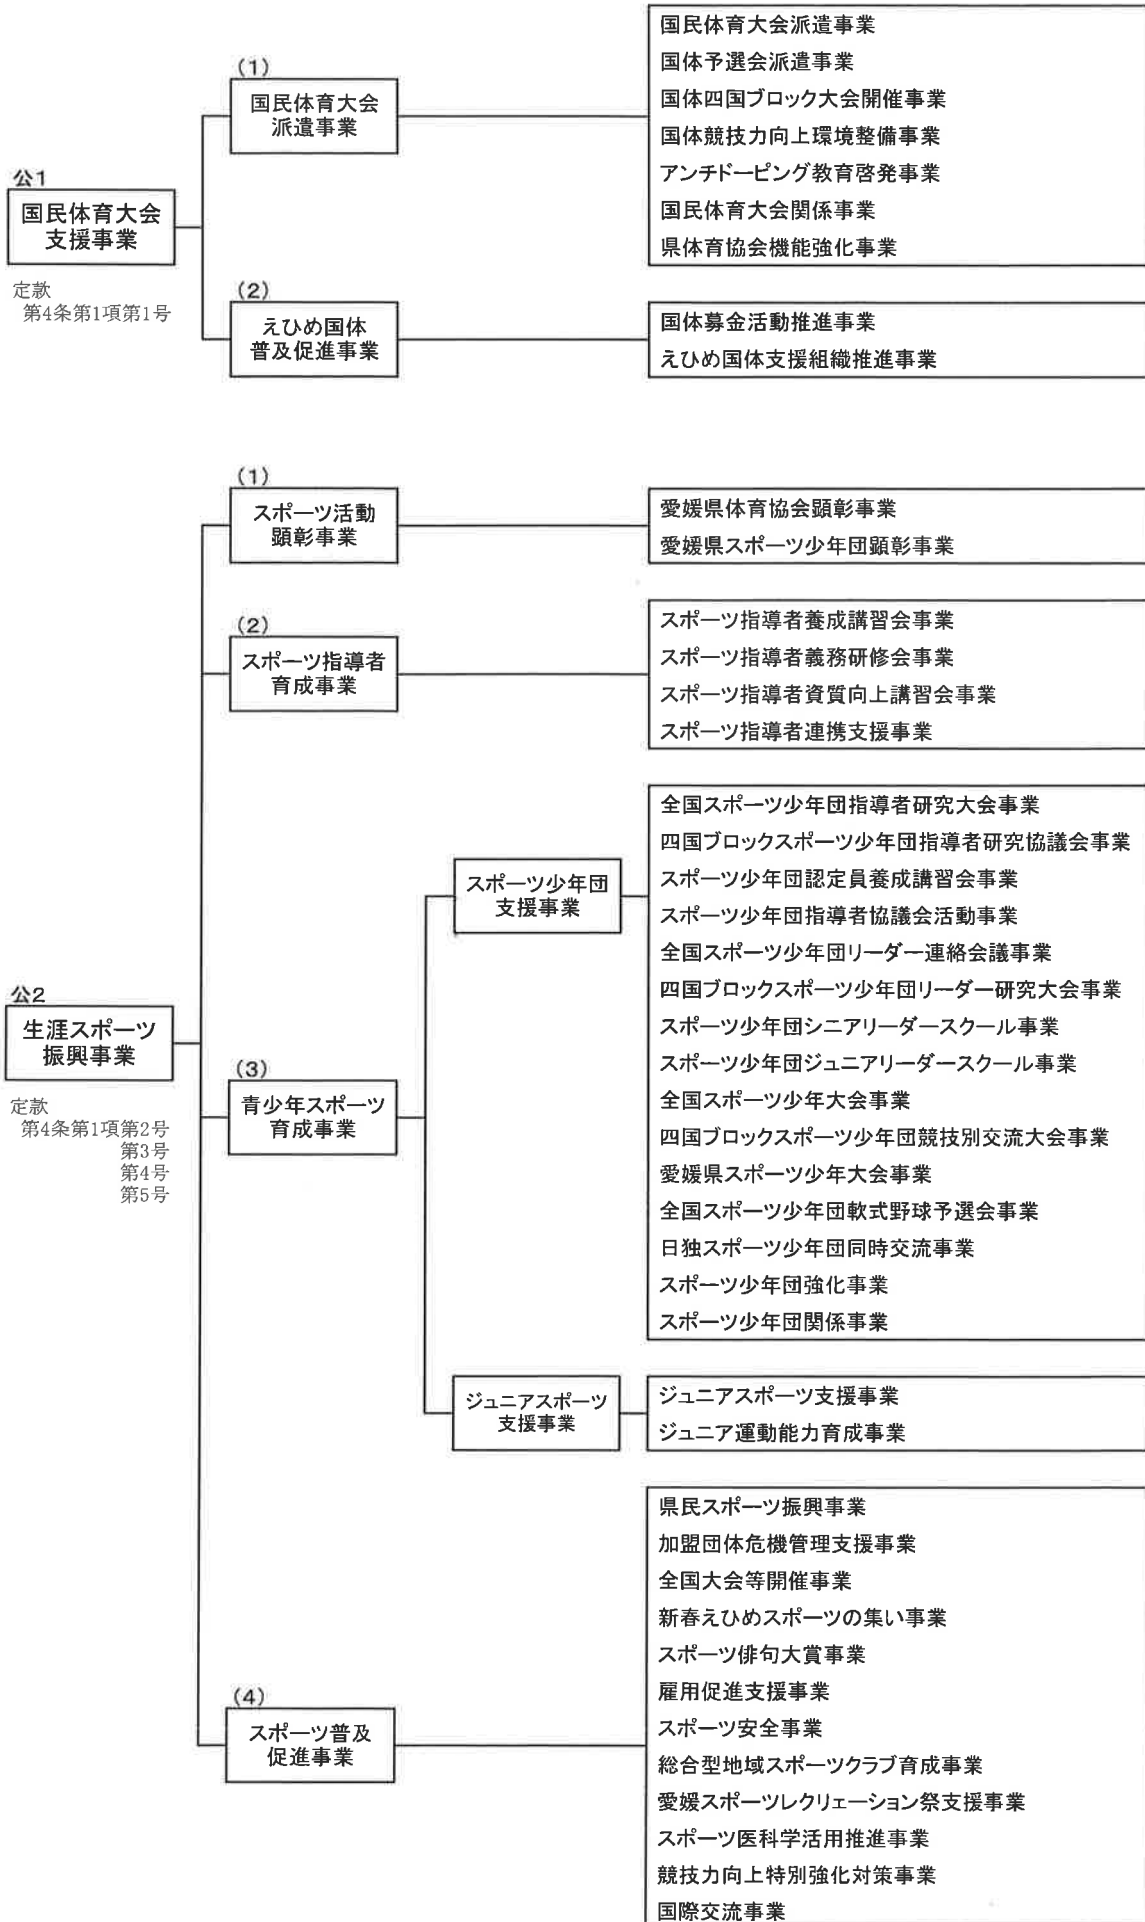 公1
国民体育大会
支援事業
定款
第4条第1項第1号
(1)
国民体育大会
派遣事業
国民体育大会派遣事業
国体予選会派遣事業
国体四国ブロック大会開催事業
国体競技力向上環境整備事業
アンチドーピング教育啓発事業
国民体育大会関係事業
県体育協会機能強化事業
(2)
えひめ国体
普及促進事業
国体募金活動推進事業
えひめ国体支援組織推進事業
公2
生涯スポーツ
振興事業
定款
第4条第1項第2号
第3号
第4号
第5号
(1)
スポーツ活動
顕彰事業
愛媛県体育協会顕彰事業
愛媛県スポーツ少年団顕彰事業
(2)
スポーツ指導者
育成事業
スポーツ指導者養成講習会事業
スポーツ指導者義務研修会事業
スポーツ指導者資質向上講習会事業
スポーツ指導者連携支援事業
(3)
青少年スポーツ
育成事業
スポーツ少年団
支援事業
全国スポーツ少年団指導者研究大会事業
四国ブロックスポーツ少年団指導者研究協議会事業
スポーツ少年団認定員養成講習会事業
スポーツ少年団指導者協議会活動事業
全国スポーツ少年団リーダー連絡会議事業
四国ブロックスポーツ少年団リーダー研究大会事業
スポーツ少年団シニアリーダースクール事業
スポーツ少年団ジュニアリーダースクール事業
全国スポーツ少年大会事業
四国ブロックスポーツ少年団競技別交流大会事業
愛媛県スポーツ少年大会事業
全国スポーツ少年団軟式野球予選会事業
日独スポーツ少年団同時交流事業
スポーツ少年団強化事業
スポーツ少年団関係事業
ジュニアスポーツ
支援事業
ジュニアスポーツ支援事業
ジュニア運動能力育成事業
(4)
スポーツ普及
促進事業
県民スポーツ振興事業
加盟団体危機管理支援事業
全国大会等開催事業
新春えひめスポーツの集い事業
スポーツ俳句大賞事業
雇用促進支援事業
スポーツ安全事業
総合型地域スポーツクラブ育成事業
愛媛スポーツレクリェーション祭支援事業
スポーツ医科学活用推進事業
競技力向上特別強化対策事業
国際交流事業